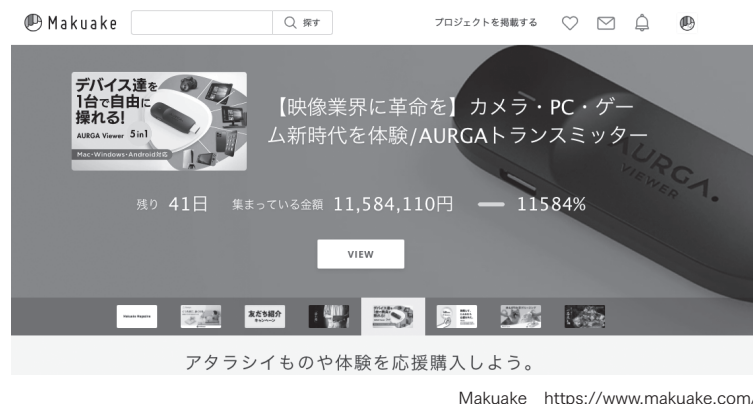 Makuake
探す
プロジェクトを掲載する
デバイス達を
1台で自由に
操れる!
AURGA Viewer 5in1
Mac・Windows・Android対応
【映像業界に革命を】カメラ・PC・ゲー
ム新時代を体験/AURGAトランスミッター
AURGA.
VIEWER
残り 41日 集まっている金額 11,584,110円 11584%
VIEW
友だち紹介
キャンペーン
アタラシイものや体験を応援購入しよう。
Makuake https://www.makuake.com/